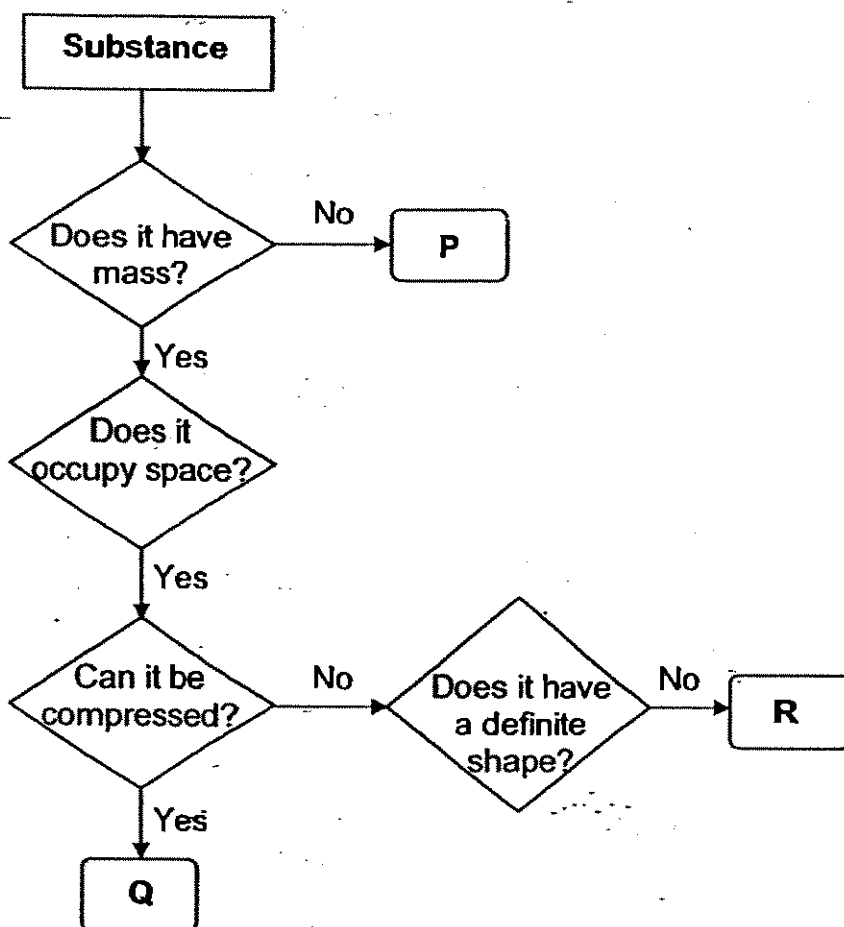 Substance
Does it have
mass?
No
P
Yes
Does it
occupy space?
Yes
Can it be
compressed?
No
Does it have
a definite
shape?
No
R
Yes
Q